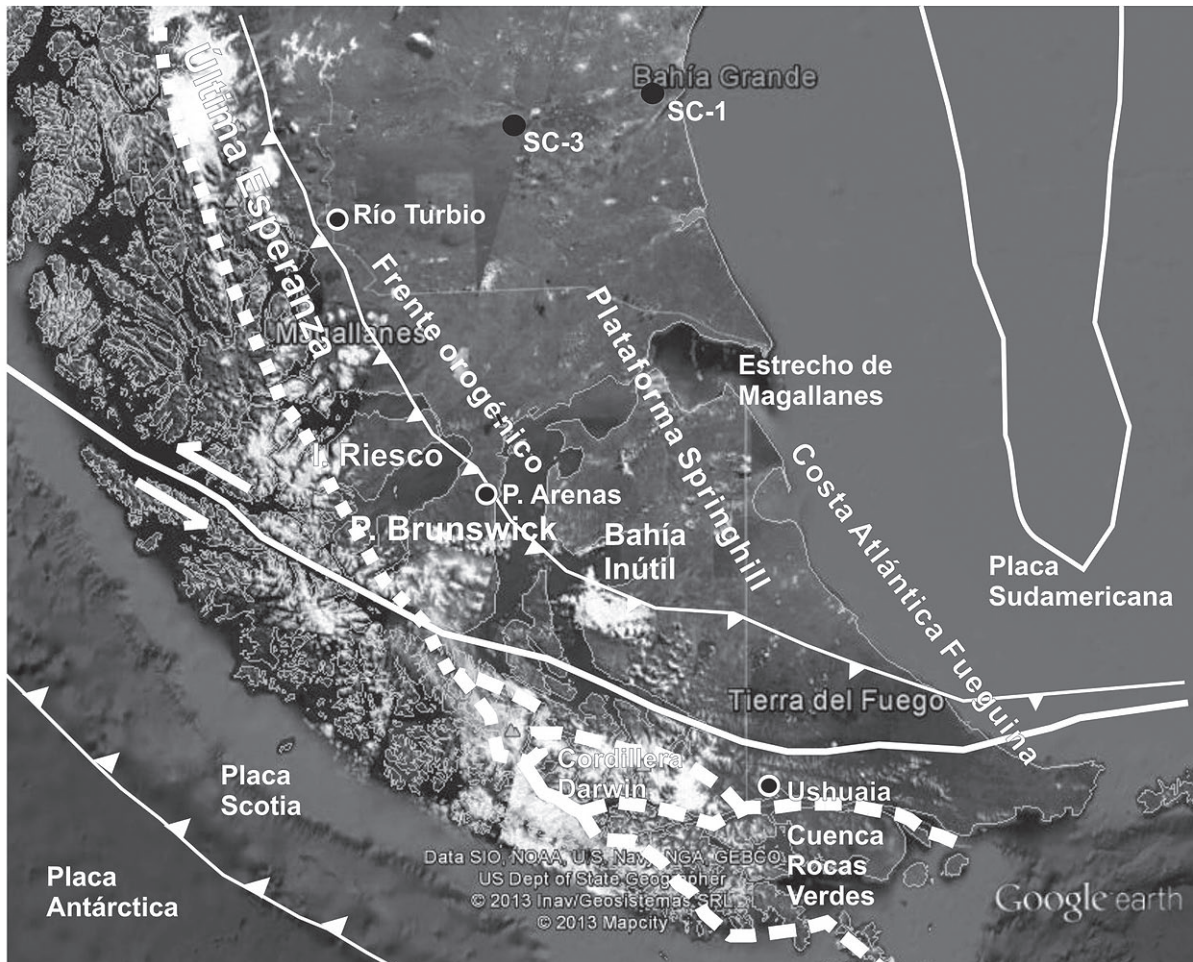 Última Esperanza
Bahía Grande
SC-1
SC-3
Río Turbio
Frente orogénico
Magallanes
Plataforma Springhill
Estrecho de
Magallanes
I. Riesco
P. Arenas
P. Brunswick
Bahía
Inútil
Costa Atlántica Fueguina
Placa
Sudamericana
Tierra del Fuego
Cordillera
Darwin
Ushuaia
Placa
Scotia
Cuenca
Rocas
Verdes
Placa
Antárctica
Data SIO, NOAA, U.S. Navy, NGA, GEBCO
US Dept of State Geographer
© 2013 Inav/Geosistemas SRL
© 2013 Mapcity
Google earth